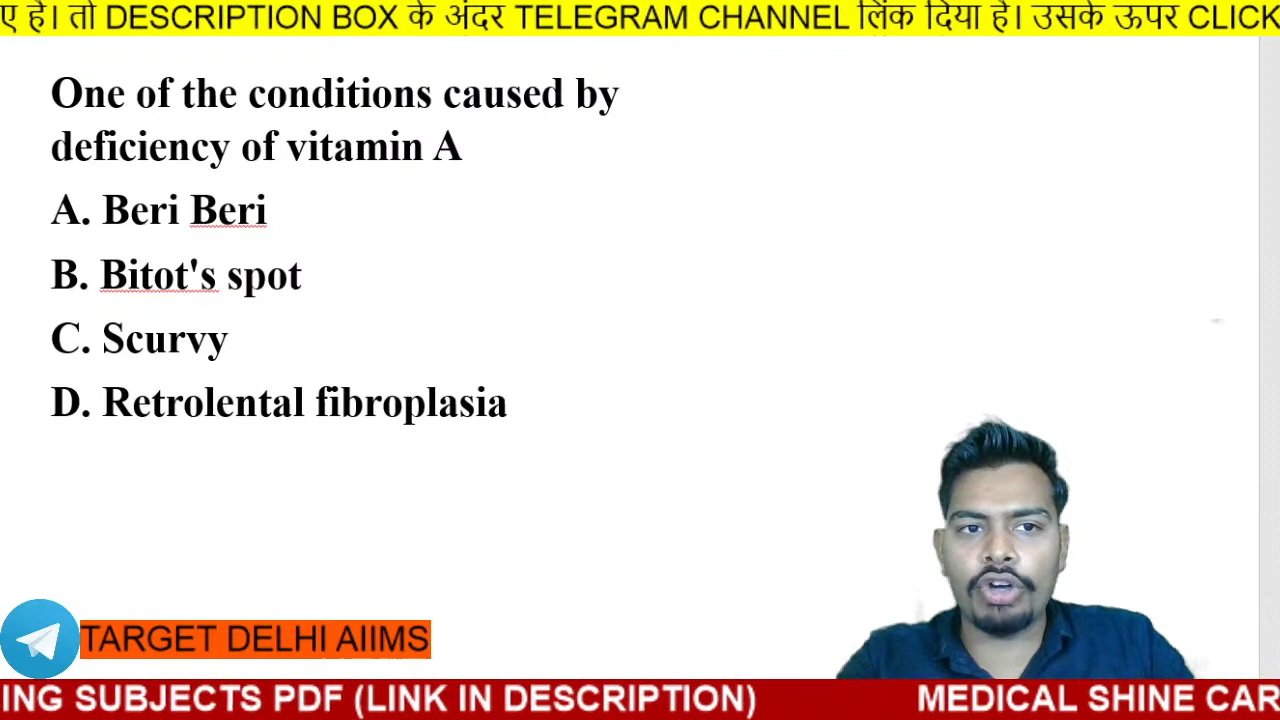 ए है। तो DESCRIPTION BOX के अंदर TELEGRAM CHANNEL लिंक दिया है। उसके ऊपर CLICK
One of the conditions caused by
deficiency of vitamin A
A. Beri Beri
B. Bitot's spot
C. Scurvy
D. Retrolental fibroplasia
TARGET DELHI AIIMS
ING SUBJECTS PDF (LINK IN DESCRIPTION) MEDICAL SHINE CAR